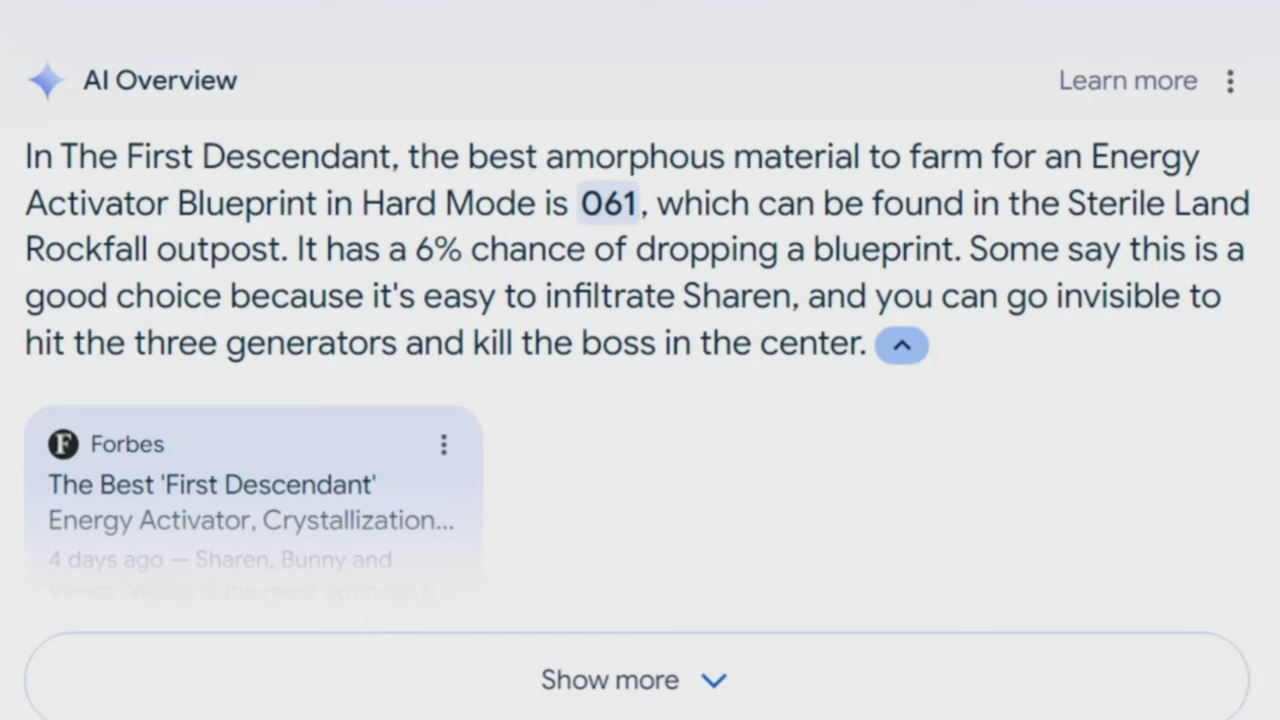 AI Overview
Learn more
In The First Descendant, the best amorphous material to farm for an Energy
Activator Blueprint in Hard Mode is 061, which can be found in the Sterile Land
Rockfall outpost. It has a 6% chance of dropping a blueprint. Some say this is a
good choice because it's easy to infiltrate Sharen, and you can go invisible to
hit the three generators and kill the boss in the center.
F Forbes
The Best 'First Descendant'
Energy Activator, Crystallization...
4 days ago — Sharen, Bunny and
Show more